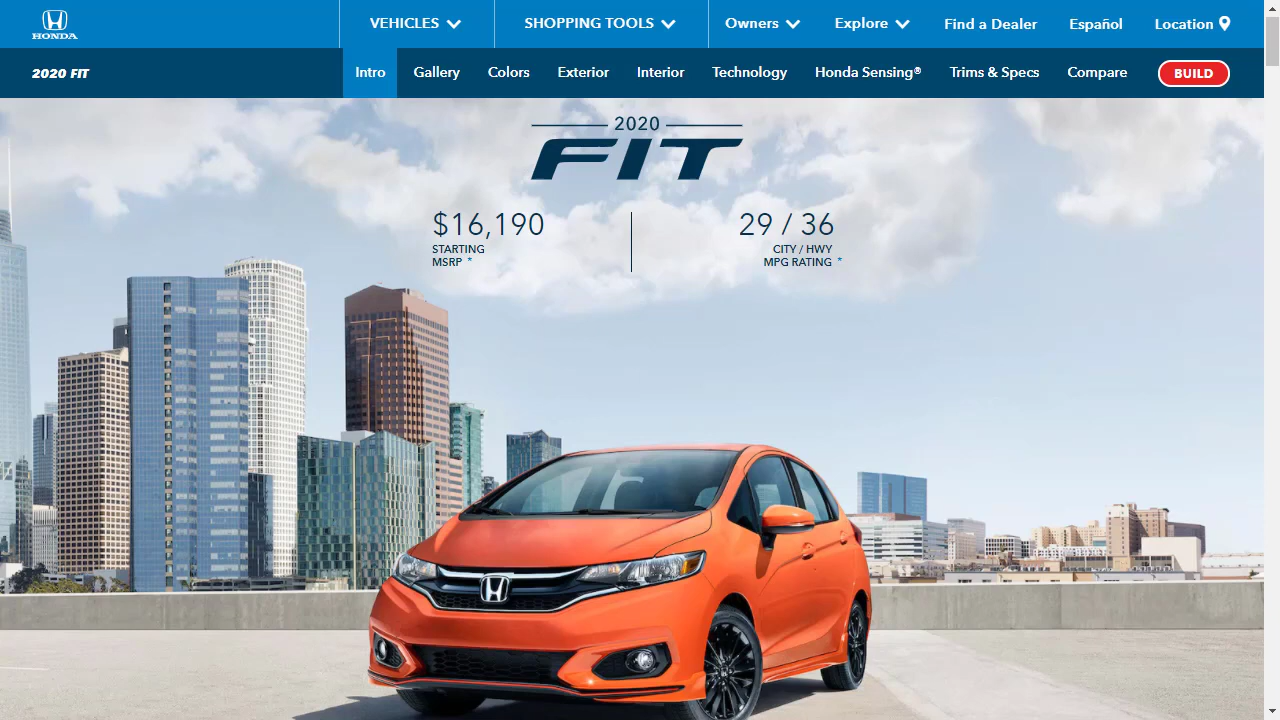 HONDA
VEHICLES
SHOPPING TOOLS
Owners
Explore
Find a Dealer
Español
Location
2020 FIT
Intro
Gallery
Colors
Exterior
Interior
Technology
Honda Sensing®
Trims & Specs
Compare
BUILD
2020
FIT
$16,190
STARTING
MSRP *
29 / 36
CITY / HWY
MPG RATING *